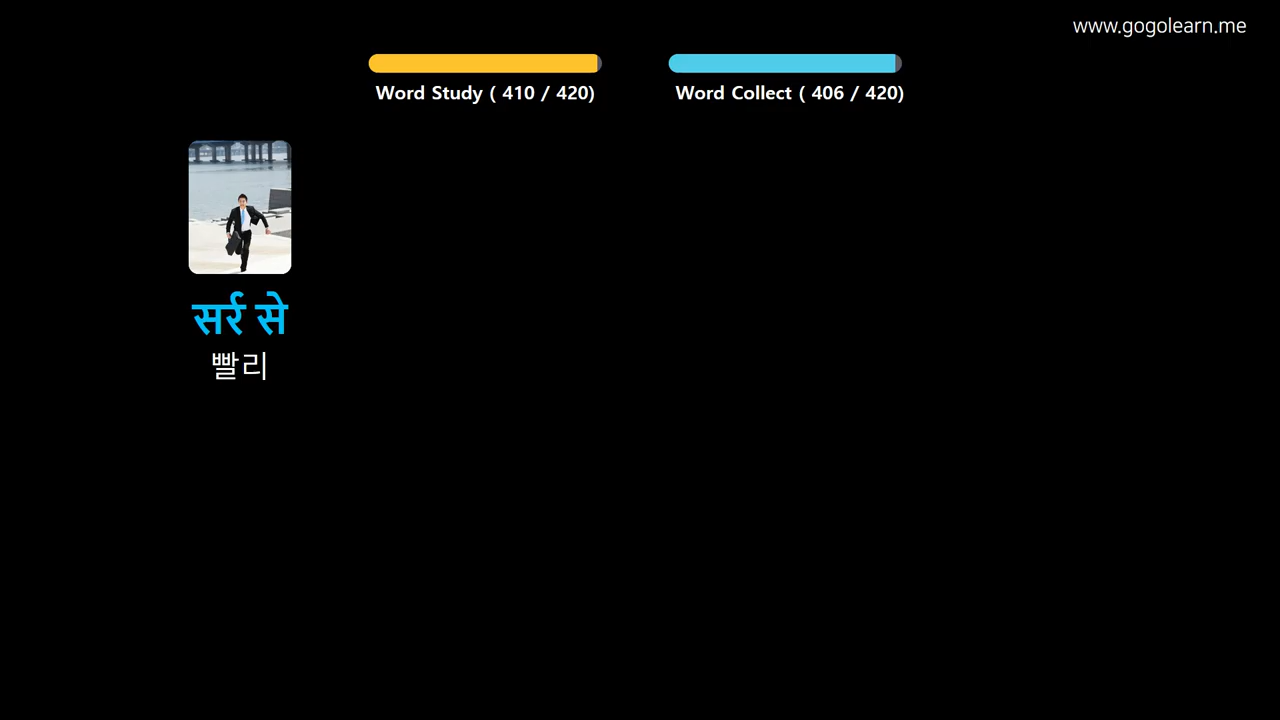 www.gogolearn.me
Word Study ( 410 / 420)
Word Collect ( 406 / 420)
सर्र से
빨리